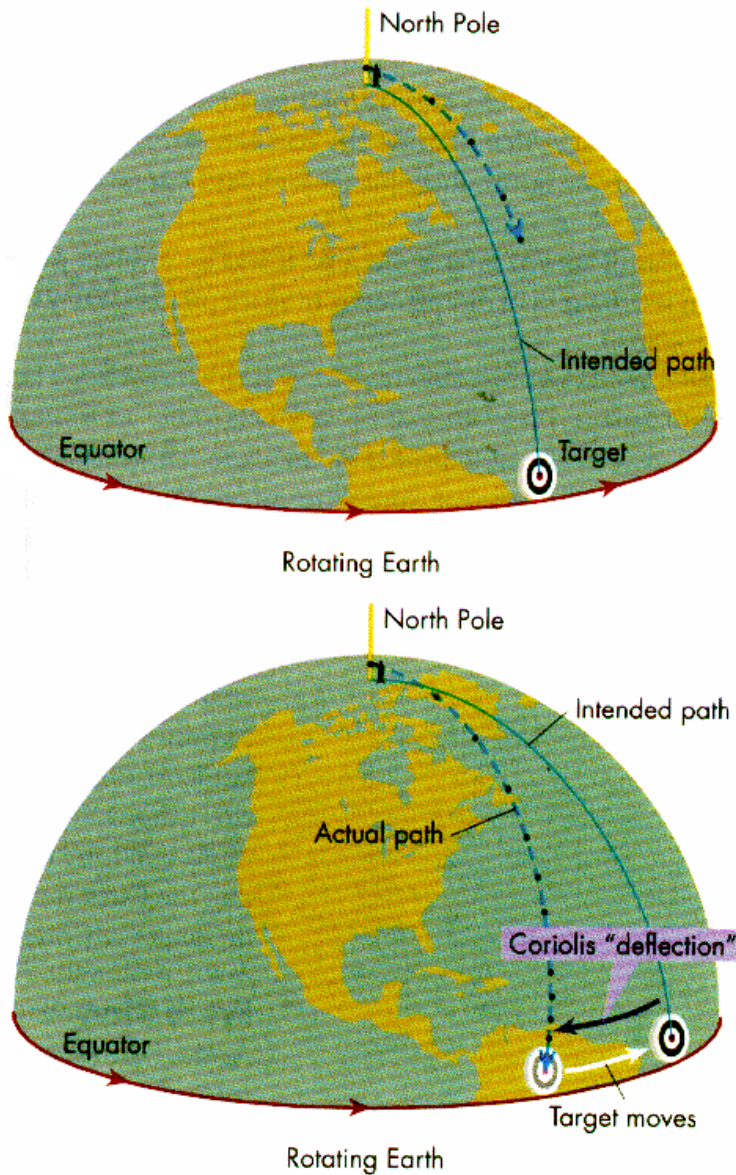 North Pole
Intended path
Equator
Target
Rotating Earth
North Pole
Intended path
Actual path
Coriolis “deflection”
Equator
Target moves
Rotating Earth